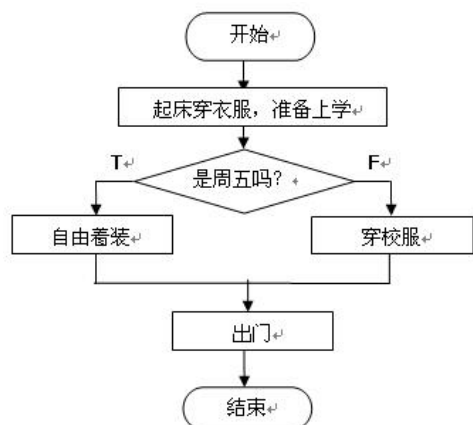 开始
起床穿衣服，准备上学
T
F
是周五吗？
自由着装
穿校服
出门
结束